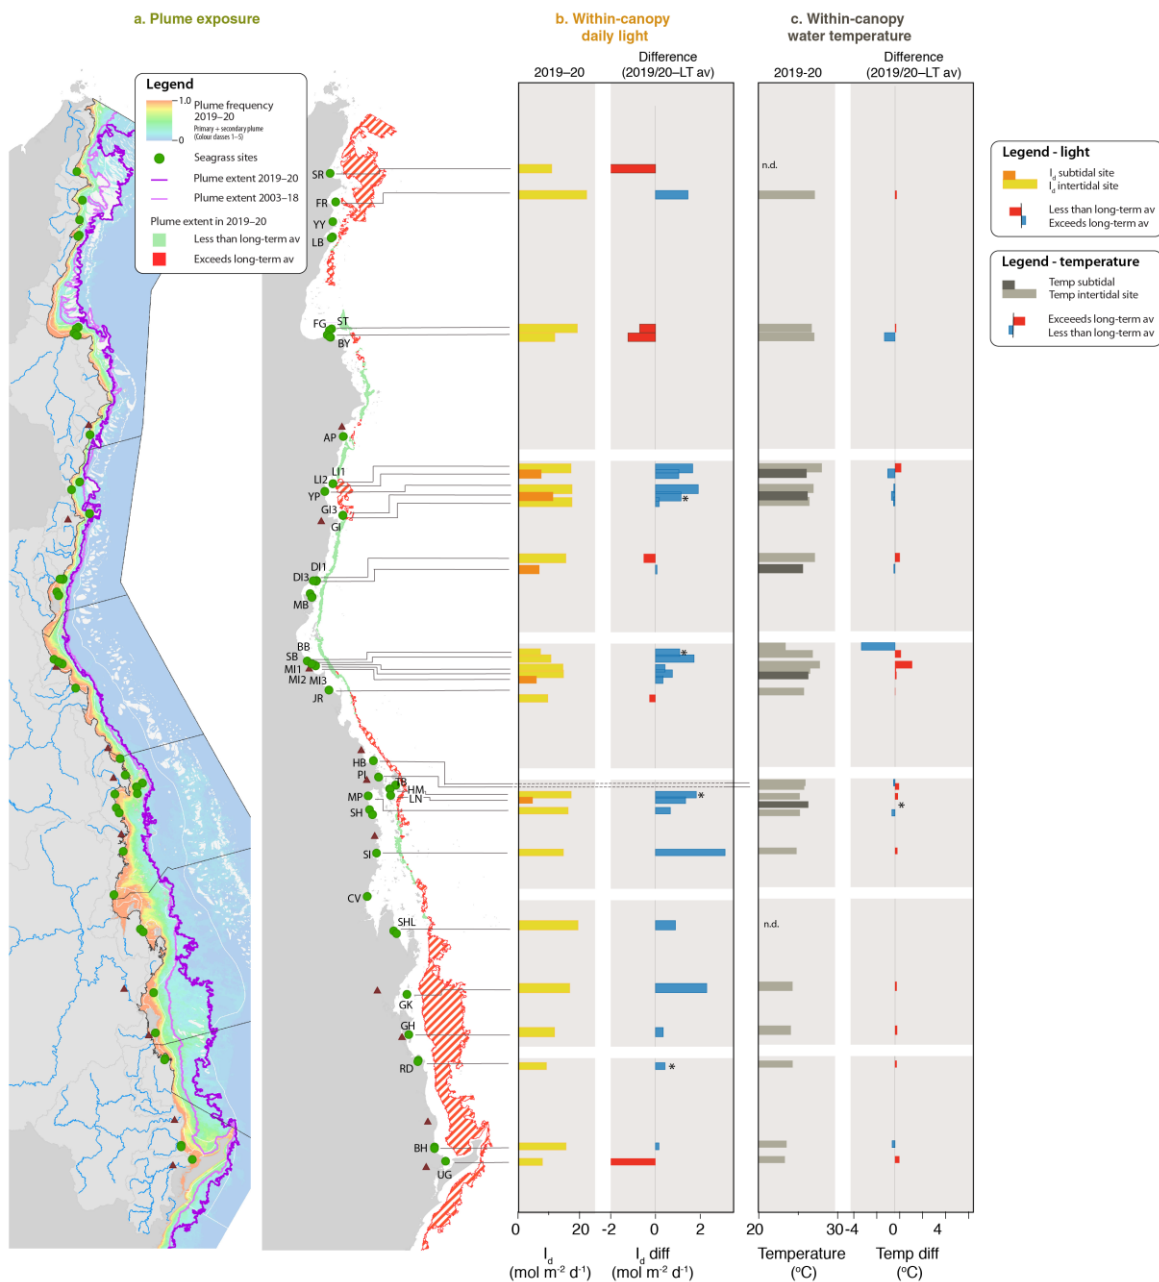 a. Plume exposure
b. Within-canopy
daily light
c. Within-canopy
water temperature
2019–20
Difference
(2019/20–LT av)
2019-20
Difference
(2019/20–LT av)
Legend
1.0
0
Plume frequency
2019–20
Primary + secondary plume
(Colour classes 1–5)
Seagrass sites
Plume extent 2019–20
Plume extent 2003–18
Plume extent in 2019–20
Less than long-term av
Exceeds long-term av
Legend - light
Id subtidal site
Id intertidal site
Less than long-term av
Exceeds long-term av
Legend - temperature
Temp subtidal
Temp intertidal site
Exceeeds long-term av
Less than long-term av
SR
n.d.
FR
YY
LB
FG
ST
BY
AP
LI1
LI2
YP
GI3
GI
*
DI1
DI3
MB
BB
SB
MI1
MI2
MI3
JR
*
HB
PI
TB
HM
MP
LN
SH
*
*
SI
CV
SHL
n.d.
GK
GH
RD
*
BH
UG
0
20
-2
0
2
20
30
-4
0
4
8
Id
(mol m-2 d-1)
Id diff
(mol m-2 d-1)
Temperature
(oC)
Temp diff
(oC)